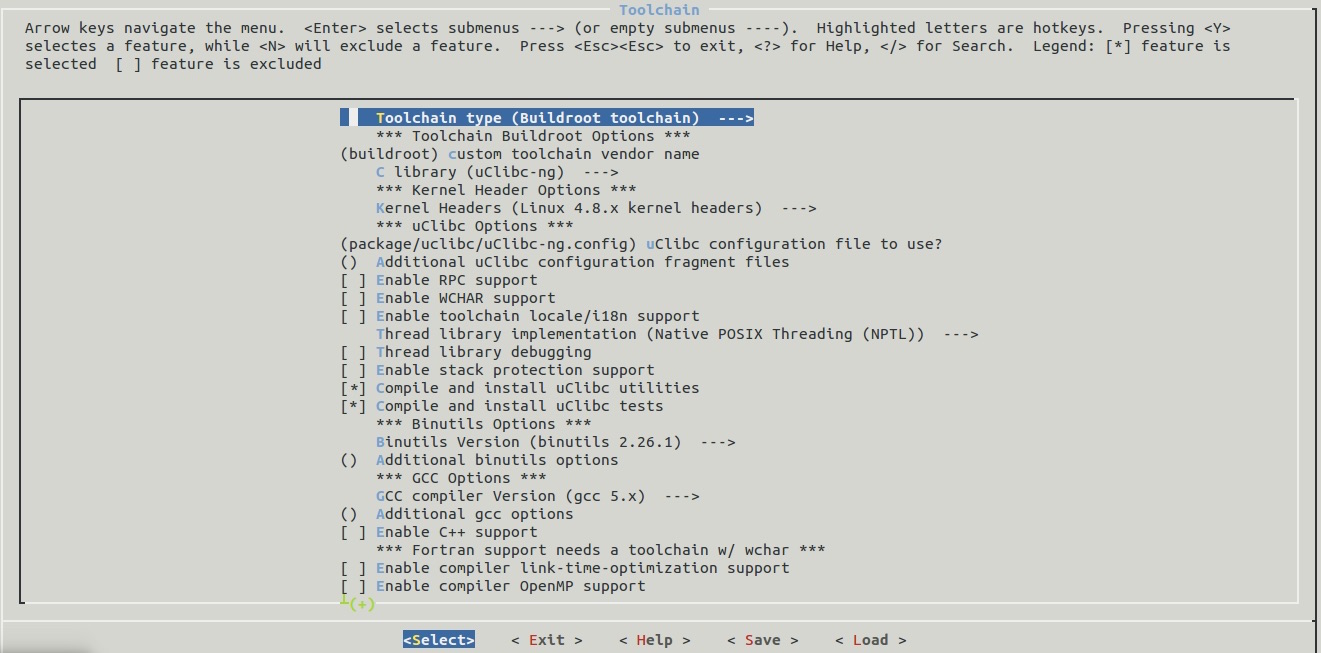 Toolchain
Arrow keys navigate the menu.  <Enter> selects submenus ---> (or empty submenus ----).  Highlighted letters are hotkeys.  Pressing <Y>
selectes a feature, while <N> will exclude a feature.  Press <Esc><Esc> to exit, <?> for Help, </> for Search.  Legend: [*] feature is
selected  [ ] feature is excluded
Toolchain type (Buildroot toolchain)  --->
*** Toolchain Buildroot Options ***
(buildroot) custom toolchain vendor name
C library (uClibc-ng)  --->
*** Kernel Header Options ***
Kernel Headers (Linux 4.8.x kernel headers)  --->
*** uClibc Options ***
(package/uclibc/uClibc-ng.config) uClibc configuration file to use?
()  Additional uClibc configuration fragment files
[ ] Enable RPC support
[ ] Enable WCHAR support
[ ] Enable toolchain locale/i18n support
Thread library implementation (Native POSIX Threading (NPTL))  --->
[ ] Thread library debugging
[ ] Enable stack protection support
[*] Compile and install uClibc utilities
[*] Compile and install uClibc tests
*** Binutils Options ***
Binutils Version (binutils 2.26.1)  --->
()  Additional binutils options
*** GCC Options ***
GCC compiler Version (gcc 5.x)  --->
()  Additional gcc options
[ ] Enable C++ support
*** Fortran support needs a toolchain w/ wchar ***
[ ] Enable compiler link-time-optimization support
[ ] Enable compiler OpenMP support
(+)
<Select>    < Exit >    < Help >    < Save >    < Load >